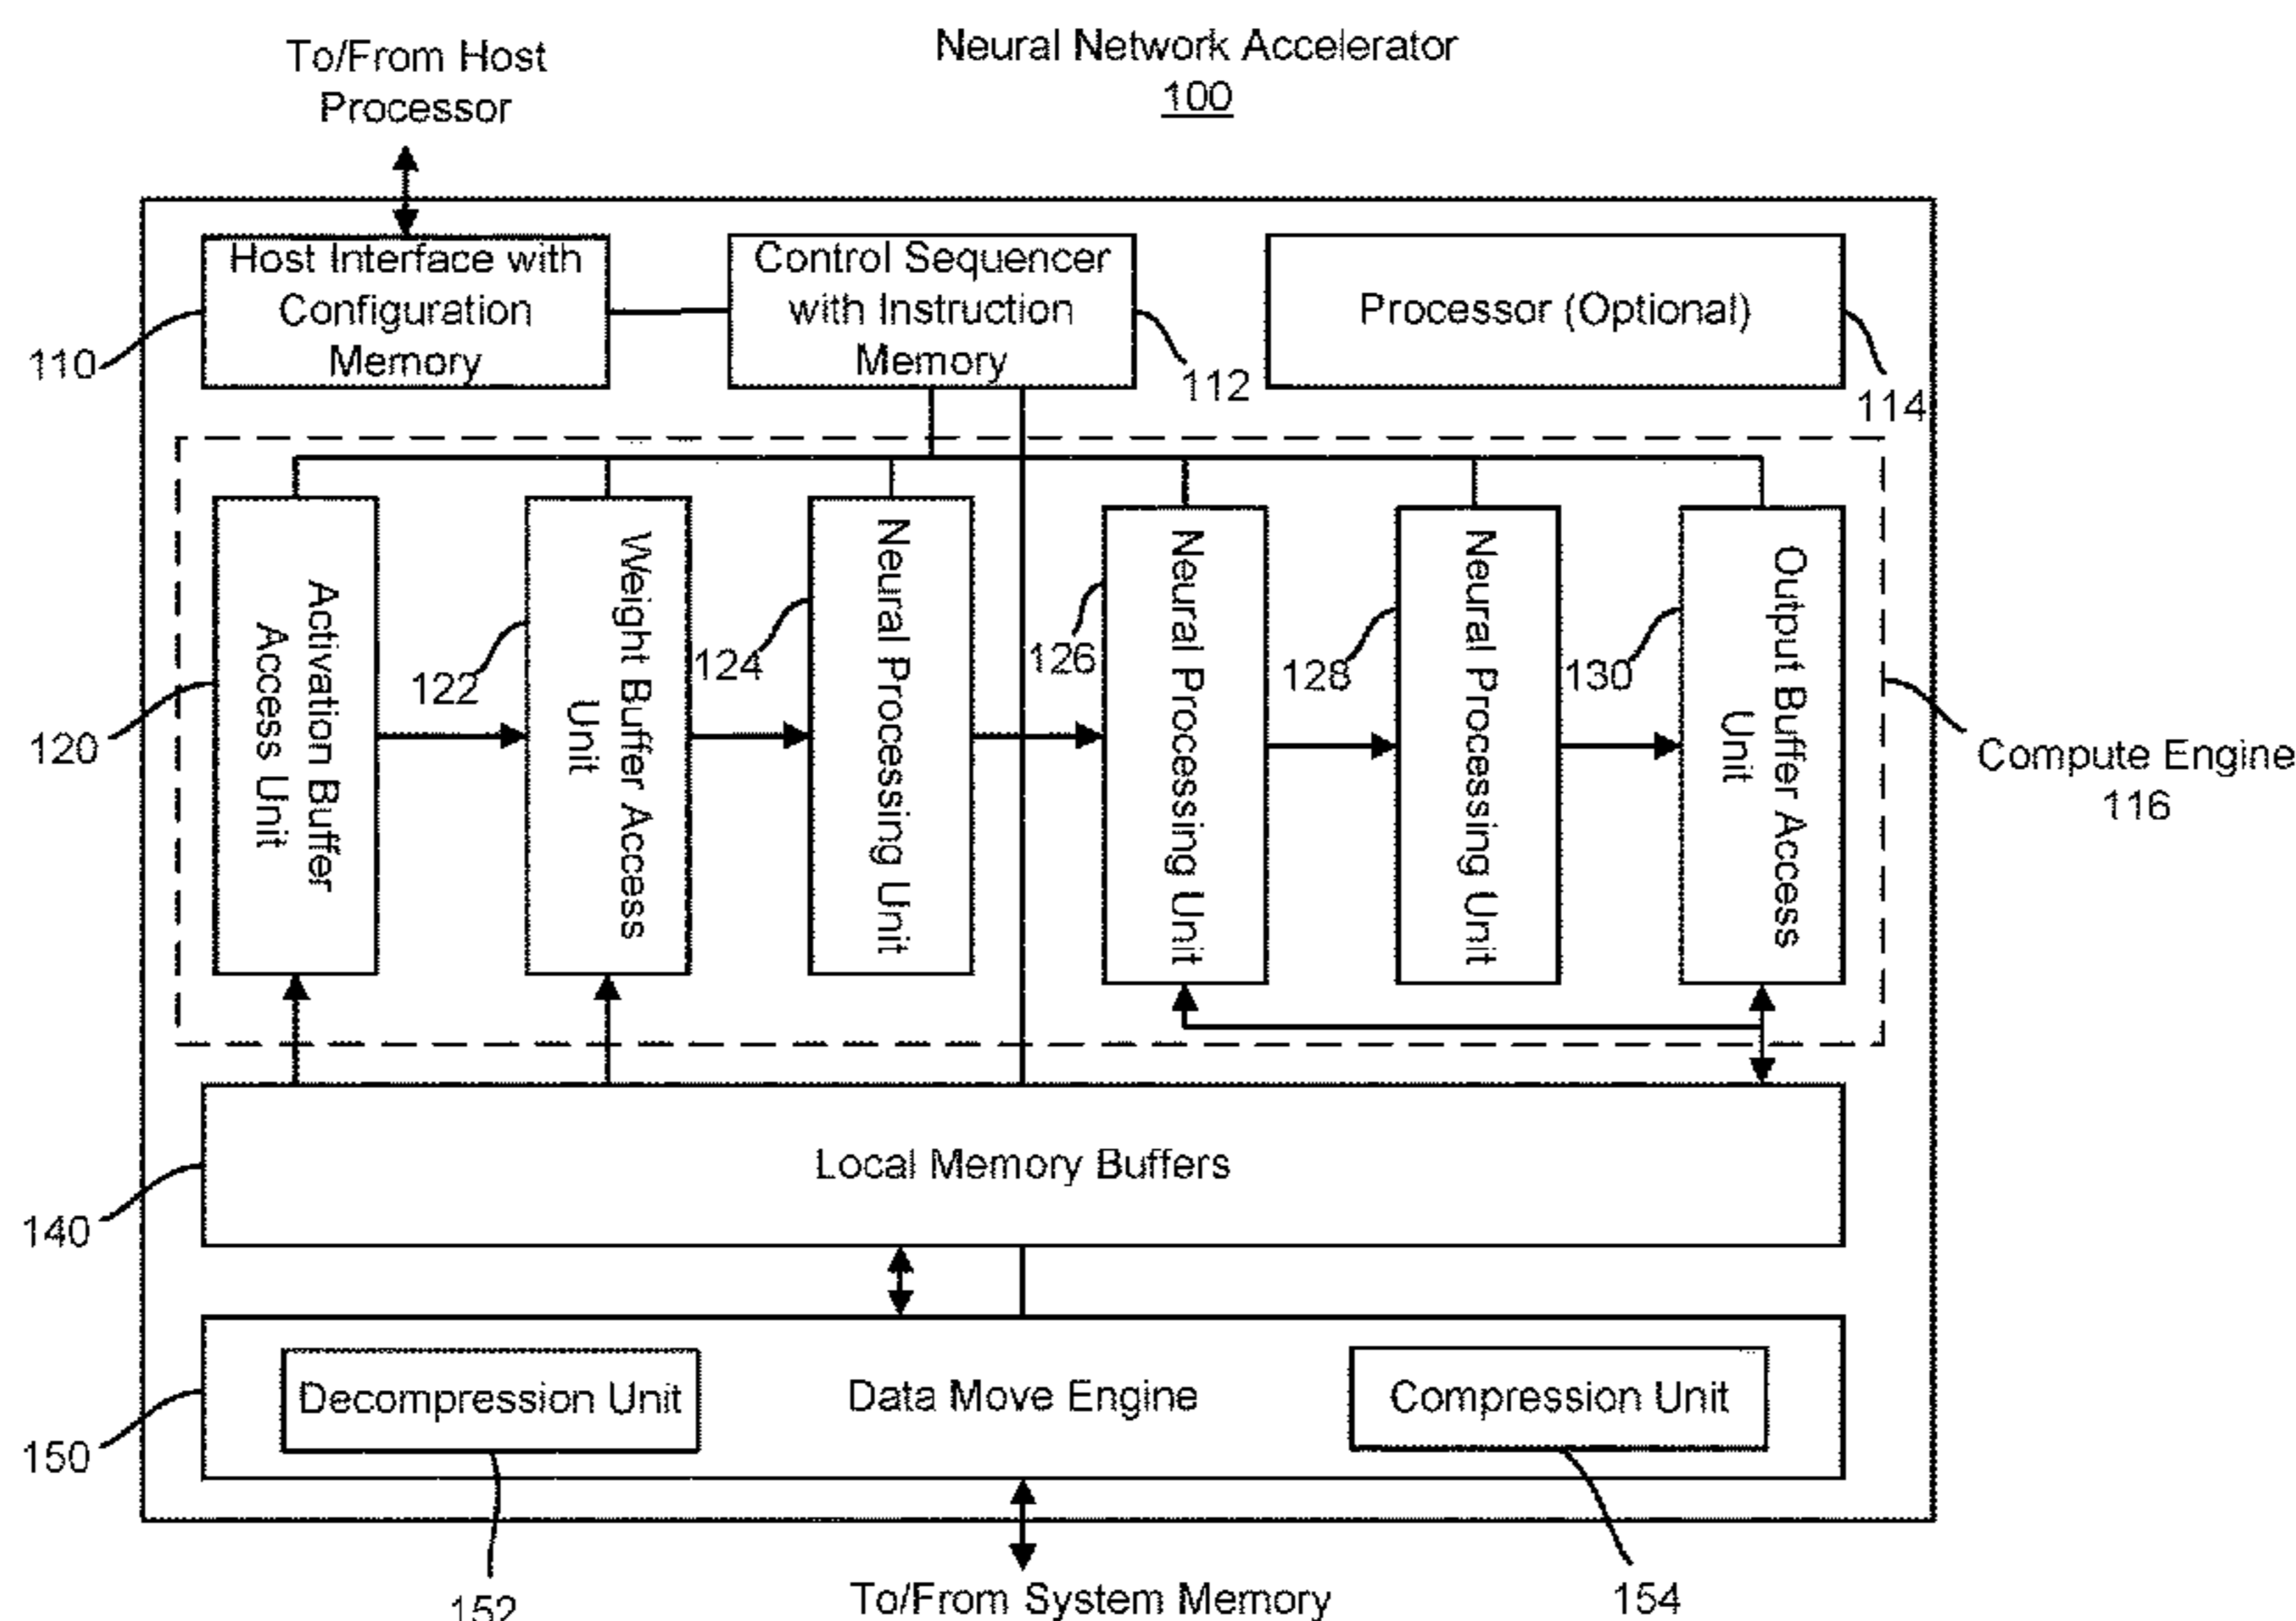 To/From Host
Processor
Neural Network Accelerator
100
Host Interface with
Configuration
Memory
Control Sequencer
with Instruction
Memory
Processor (Optional)
110
112
114
Activation Buffer
Access Unit
Weight Buffer Access
Unit
Neural Processing Unit
Neural Processing Unit
Neural Processing Unit
Output Buffer Access
Unit
120
122
124
126
128
130
Compute Engine
116
Local Memory Buffers
140
Decompression Unit
Data Move Engine
Compression Unit
150
152
To/From System Memory
154